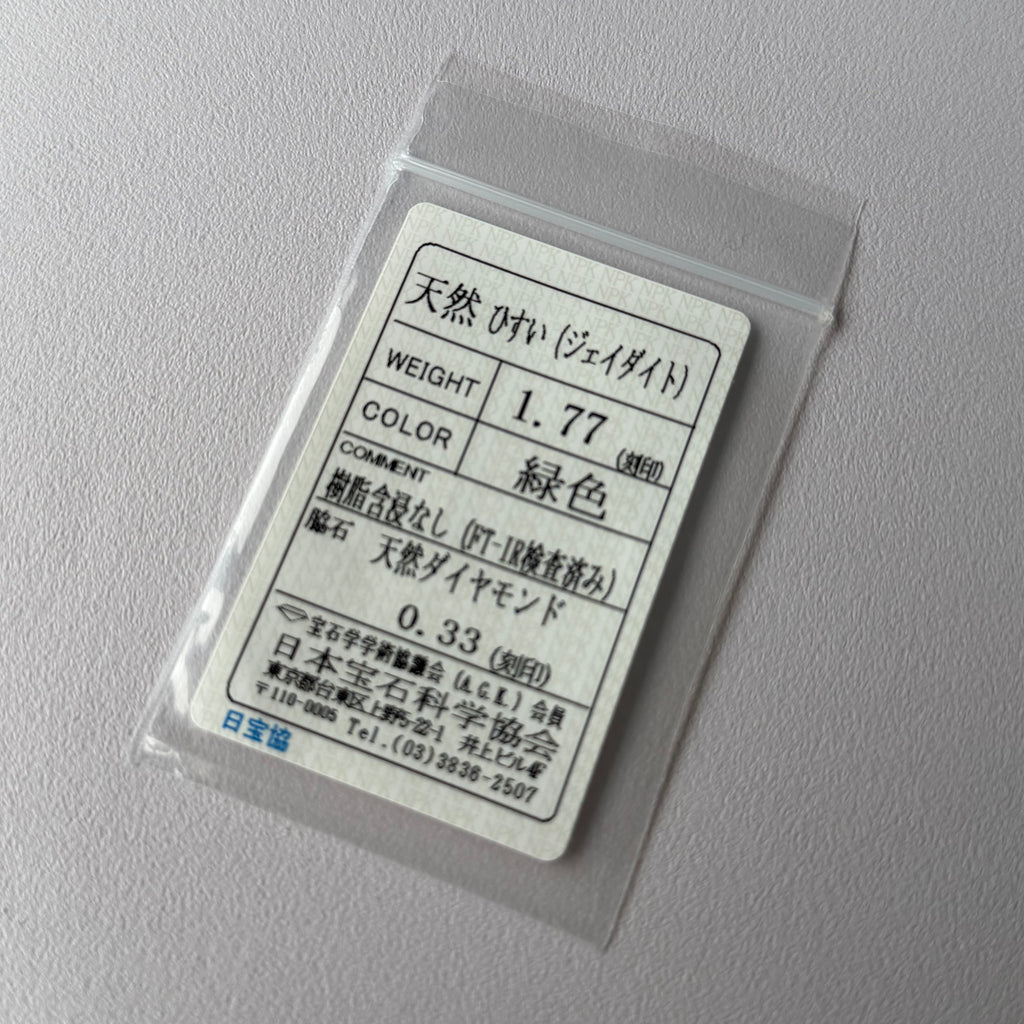 天然 ひすい (ジェイダイト)
WEIGHT 1.77 (刻印)
COLOR 緑色
COMMENT
樹脂含浸なし (FT-IR検査済み)
脇石 天然ダイヤモンド
0.33 (刻印)
宝石学学術協議会 (A.G.K.) 会員
日本宝石科学協会
東京都台東区上野5-22-1 井上ビル4F
〒110-0005 Tel.(03)3836-2507
日宝協